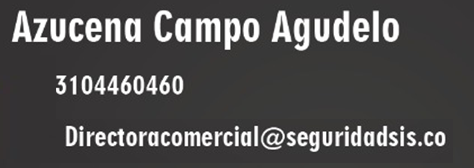 Azucena Campo Agudelo
3104460460
Directoracomercial@seguridadsis.co